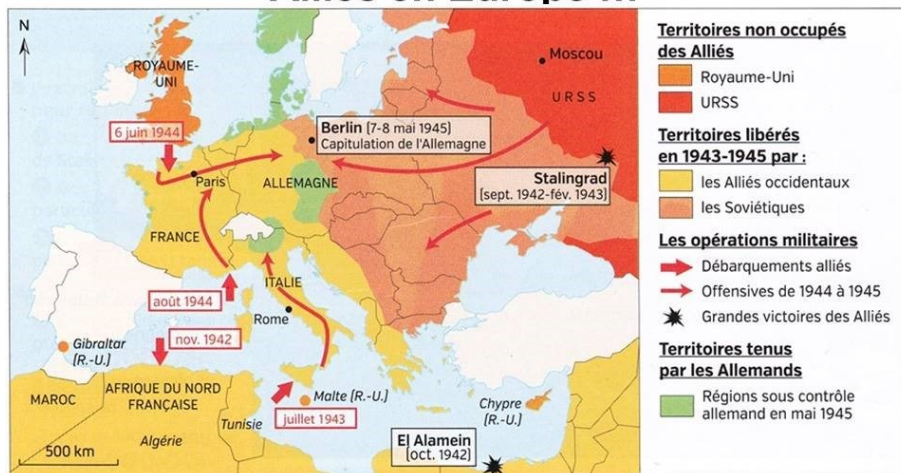 N
ROYAUME-
UNI
6 juin 1944
Paris
FRANCE
Berlin (7-8 mai 1945)
Capitulation de l'Allemagne
ALLEMAGNE
Moscou
URSS
Stalingrad
(sept. 1942-fév. 1943)
août 1944
ITALIE
Rome
nov. 1942
Gibraltar
(R.-U.)
MAROC
AFRIQUE DU NORD
FRANÇAISE
Algérie
Tunisie
Malte (R.-U.)
juillet 1943
Chypre
(R.-U.)
El Alamein
(oct. 1942)
500 km
Territoires non occupés
des Alliés
Royaume-Uni
URSS
Territoires libérés
en 1943-1945 par :
les Alliés occidentaux
les Soviétiques
Les opérations militaires
Débarquements alliés
Offensives de 1944 à 1945
Grandes victoires des Alliés
Territoires tenus
par les Allemands
Régions sous contrôle
allemand en mai 1945